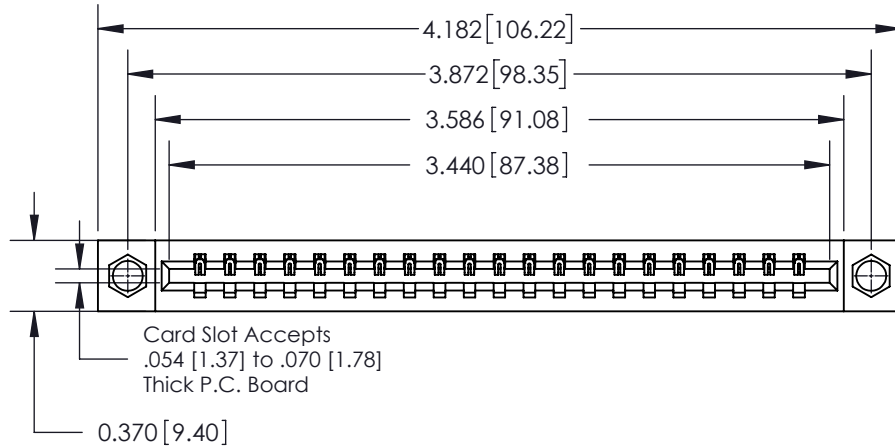 4.182[106.22]
3.872[98.35]
3.586 [91.08]
3.440 [87.38]
Card Slot Accepts
.054 [1.37] to .070 [1.78]
Thick P.C. Board
0.370 [9.40]